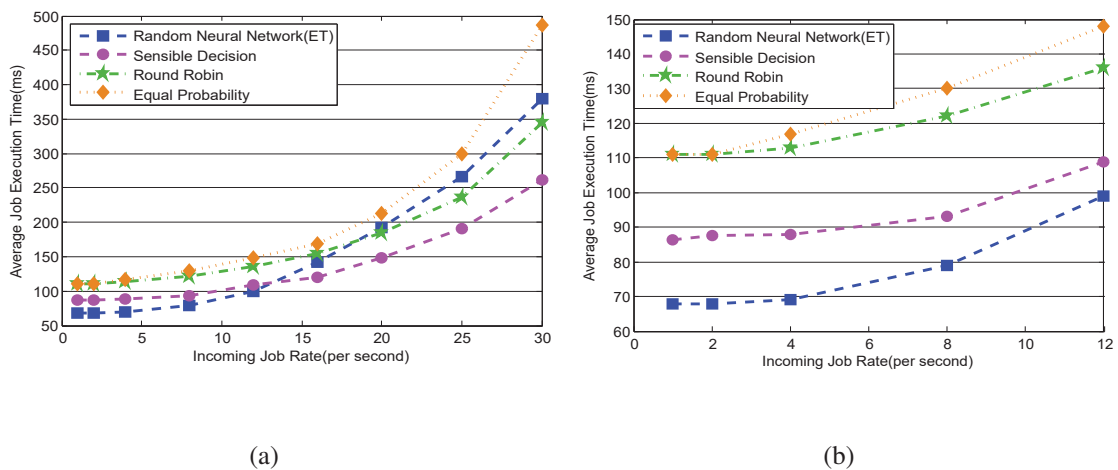 500
450
400
350
300
250
200
150
100
50
Average Job Execution Time(ms)
Random Neural Network(ET)
Sensible Decision
Round Robin
Equal Probability
0 5 10 15 20 25 30
Incoming Job Rate(per second)
(a)
150
140
130
120
110
100
90
80
70
60
Average Job Execution Time(ms)
Random Neural Network(ET)
Sensible Decision
Round Robin
Equal Probability
0 2 4 6 8 10 12
Incoming Job Rate(per second)
(b)